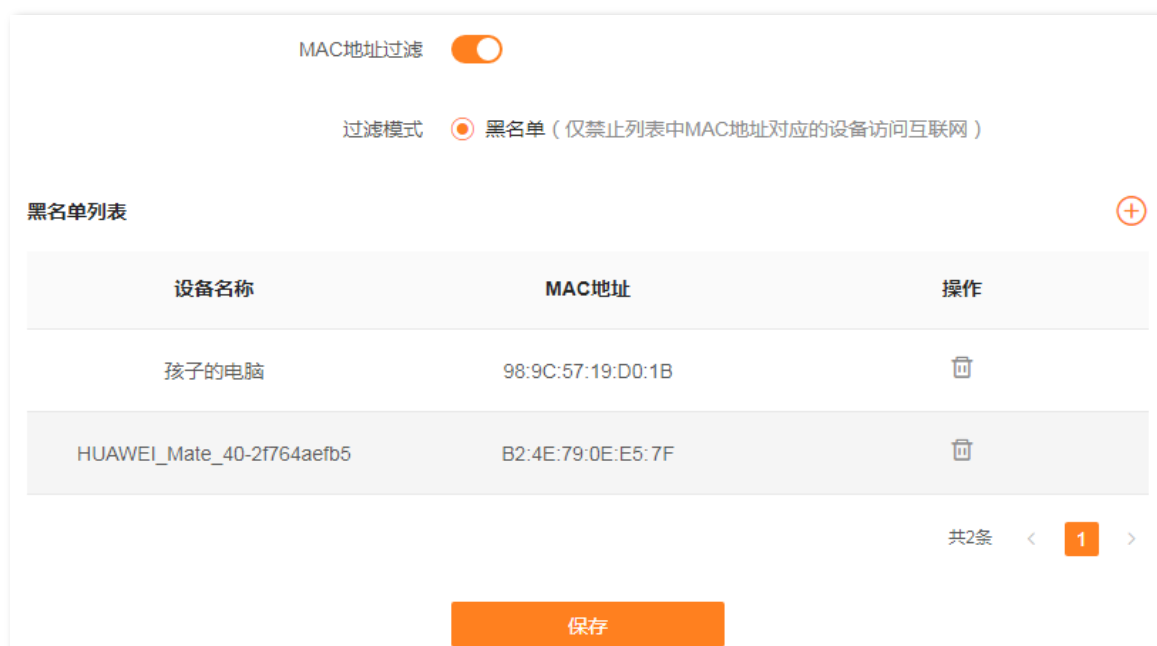 MAC地址过滤
过滤模式 黑名单（仅禁止列表中MAC地址对应的设备访问互联网）
黑名单列表
设备名称 MAC地址 操作
孩子的电脑 98:9C:57:19:D0:1B
HUAWEI_Mate_40-2f764aefb5 B2:4E:79:0E:E5:7F
共2条 < 1 >
保存